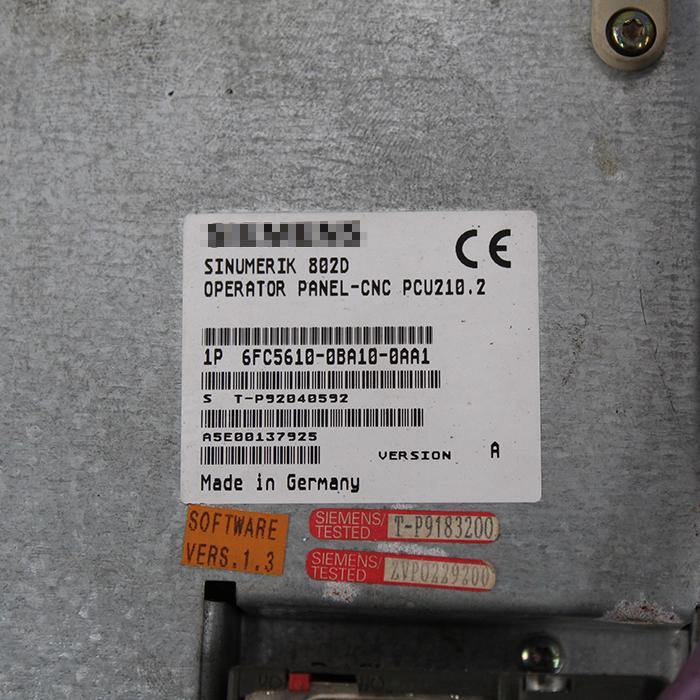 SIEMENS
CE
SINUMERIK 802D
OPERATOR PANEL-CNC PCU210.2
1P 6FC5610-0BA10-0AA1
S T-P92040592
A5E00137925
VERSION A
Made in Germany
SOFTWARE
VERS.1.3
SIEMENS/
TESTED
T-P9183200
SIEMENS/
TESTED